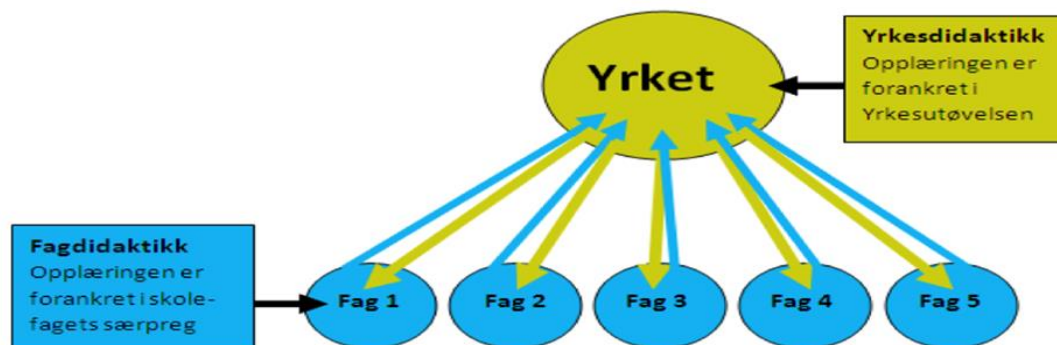 Yrket
Yrkesdidaktikk
Opplæringen er
forankret i
Yrkesutøvelsen
Fagdidaktikk
Opplæringen er
forankret i skole-
fagets særpreg
Fag 1
Fag 2
Fag 3
Fag 4
Fag 5